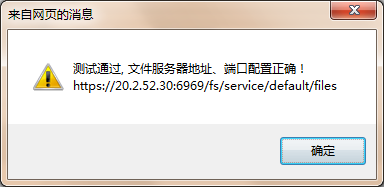 来自网页的消息
测试通过, 文件服务器地址、端口配置正确！
https://20.2.52.30:6969/fs/service/default/files
确定